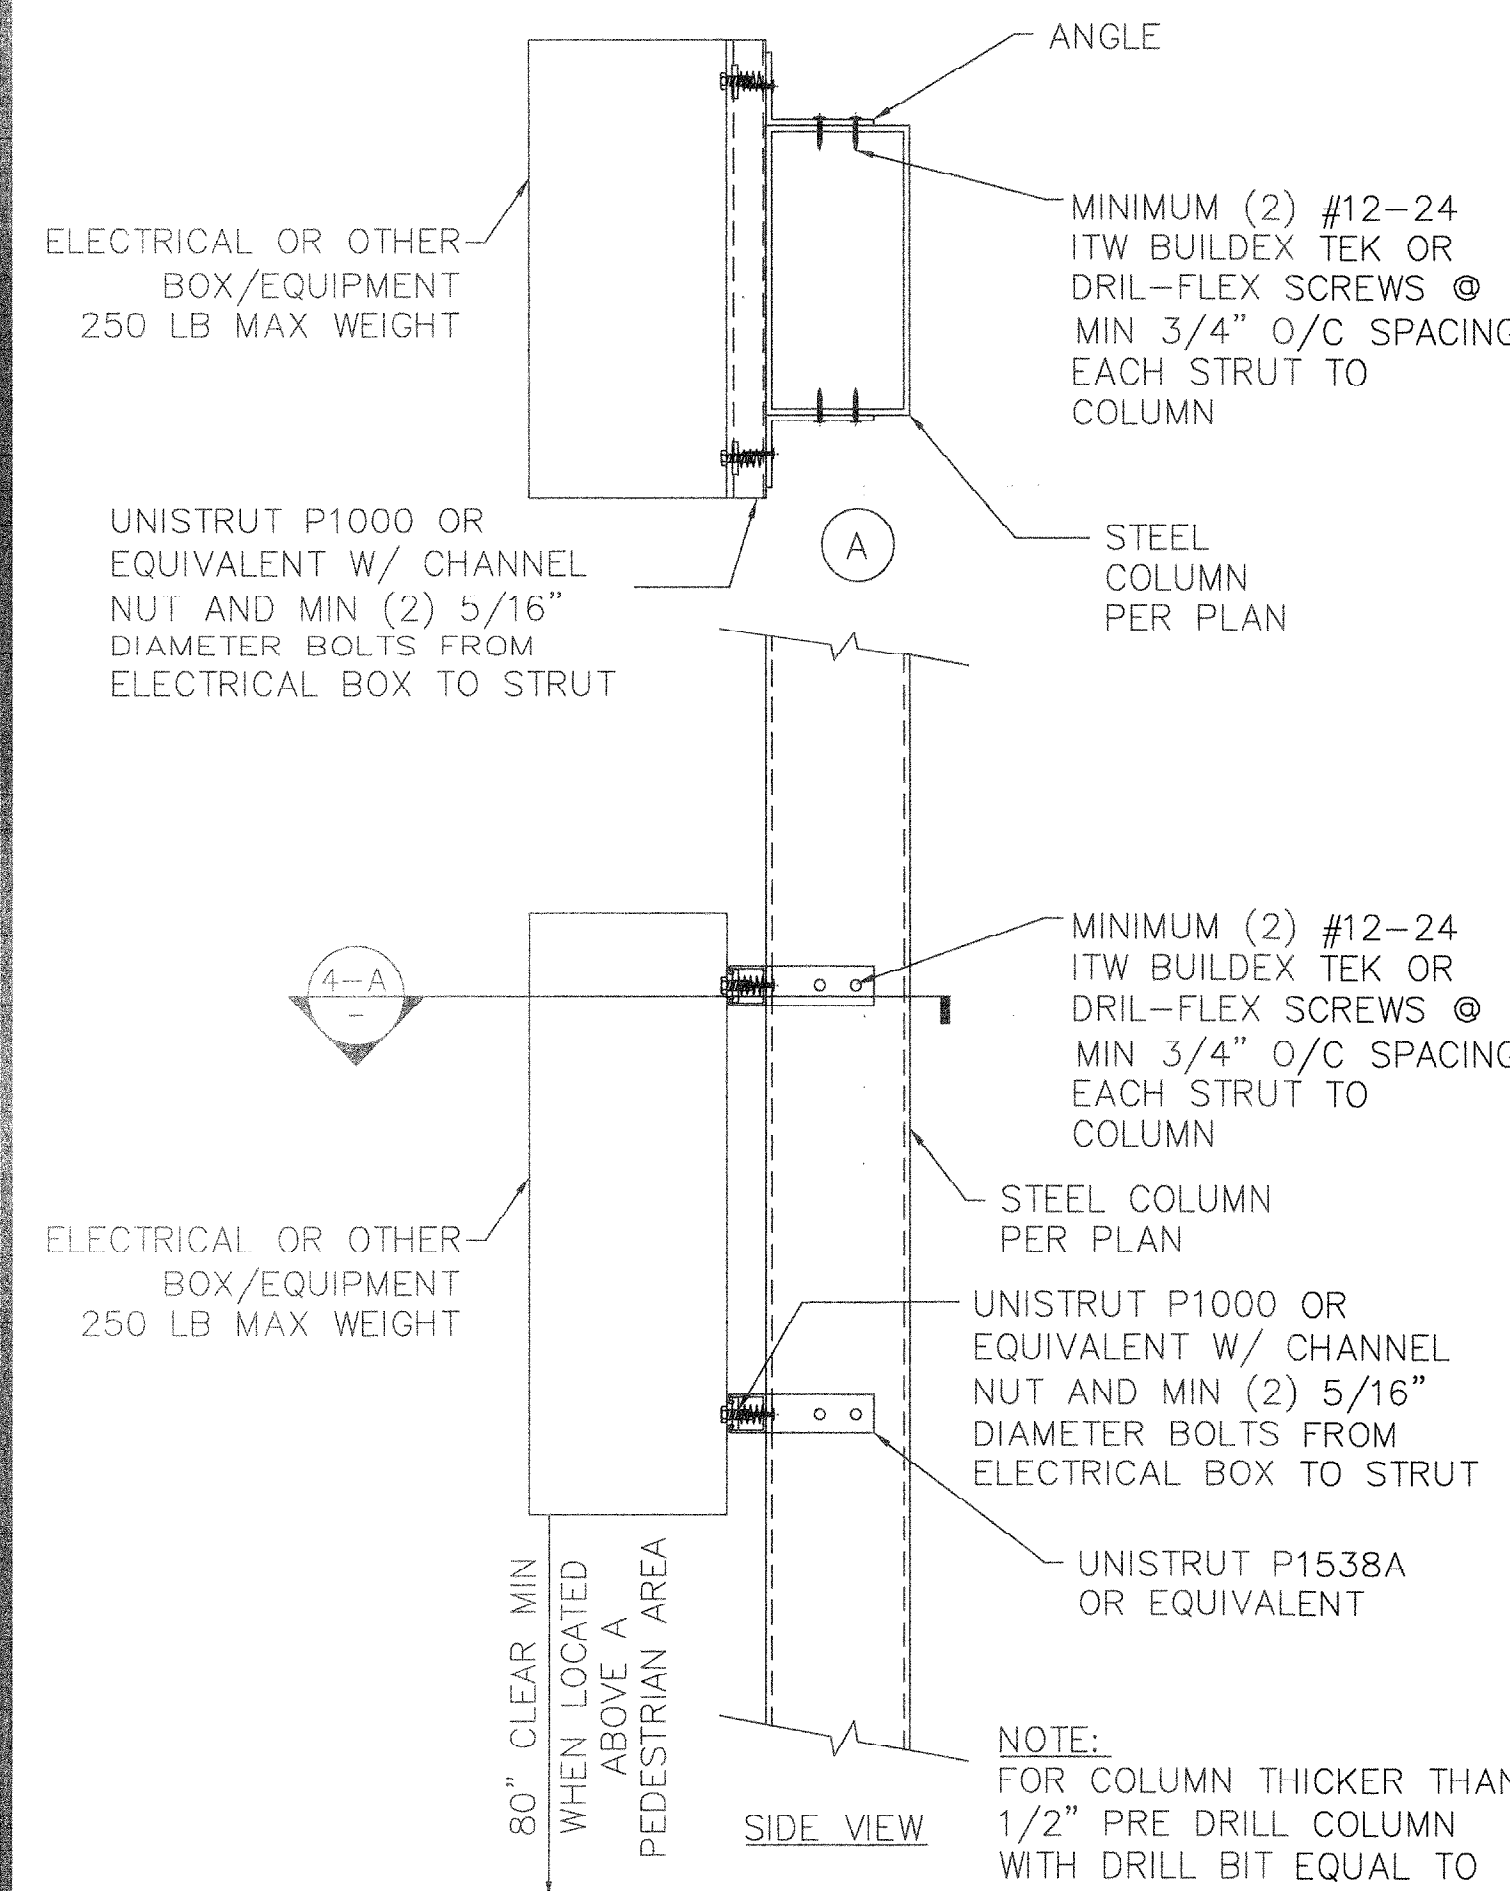 ANGLE
MINIMUM (2) #12-24
ITW BUILDEX TEK OR
DRIL-FLEX SCREWS @
MIN 3/4" O/C SPACING
EACH STRUT TO
COLUMN
ELECTRICAL OR OTHER
BOX/EQUIPMENT
250 LB MAX WEIGHT
UNISTRUT P1000 OR
EQUIVALENT W/ CHANNEL
NUT AND MIN (2) 5/16"
DIAMETER BOLTS FROM
ELECTRICAL BOX TO STRUT
A
STEEL
COLUMN
PER PLAN
4-A
-
MINIMUM (2) #12-24
ITW BUILDEX TEK OR
DRIL-FLEX SCREWS @
MIN 3/4" O/C SPACING
EACH STRUT TO
COLUMN
STEEL COLUMN
PER PLAN
ELECTRICAL OR OTHER
BOX/EQUIPMENT
250 LB MAX WEIGHT
UNISTRUT P1000 OR
EQUIVALENT W/ CHANNEL
NUT AND MIN (2) 5/16"
DIAMETER BOLTS FROM
ELECTRICAL BOX TO STRUT
UNISTRUT P1538A
OR EQUIVALENT
80" CLEAR MIN
WHEN LOCATED
ABOVE A
PEDESTRIAN AREA
SIDE VIEW
NOTE:
FOR COLUMN THICKER THAN
1/2" PRE DRILL COLUMN
WITH DRILL BIT EQUAL TO